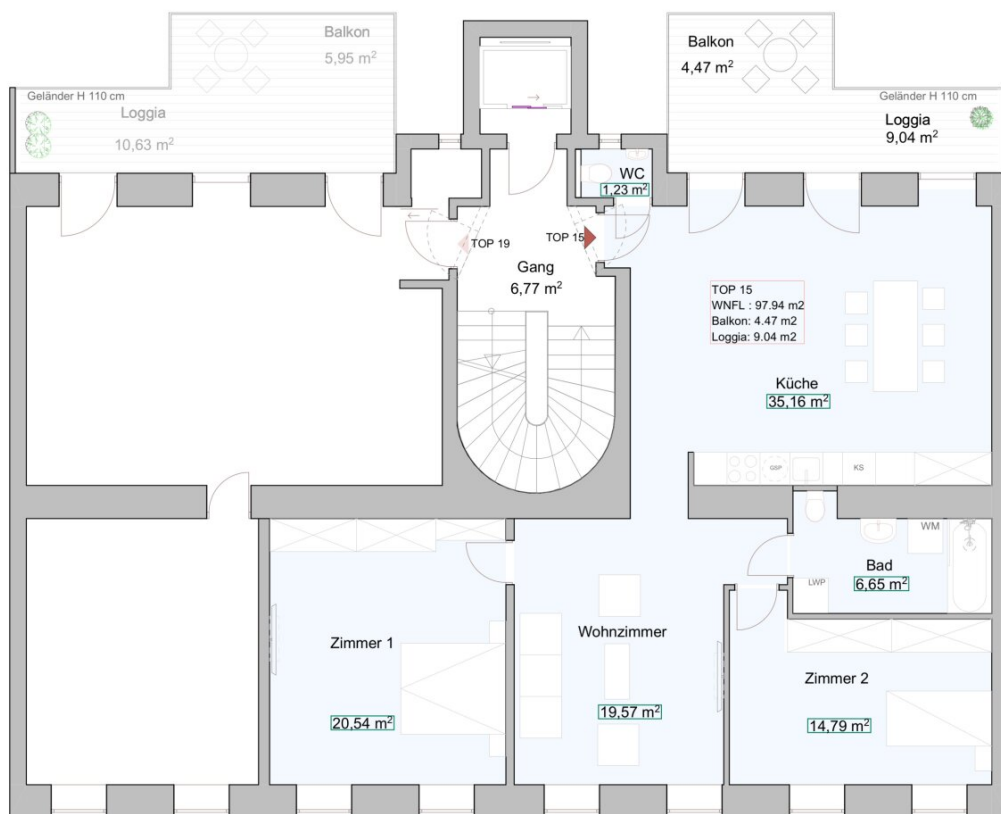 Balkon
5,95 m²
Geländer H 110 cm
Loggia
10,63 m²
Balkon
4,47 m²
Geländer H 110 cm
Loggia
9,04 m²
WC
1,23 m²
TOP 19
TOP 15
Gang
6,77 m²
TOP 15
WNFL : 97.94 m2
Balkon: 4.47 m2
Loggia: 9.04 m2
Küche
35,16 m²
GSP
KS
WM
Bad
6,65 m²
LWP
Zimmer 1
20,54 m²
Wohnzimmer
19,57 m²
Zimmer 2
14,79 m²